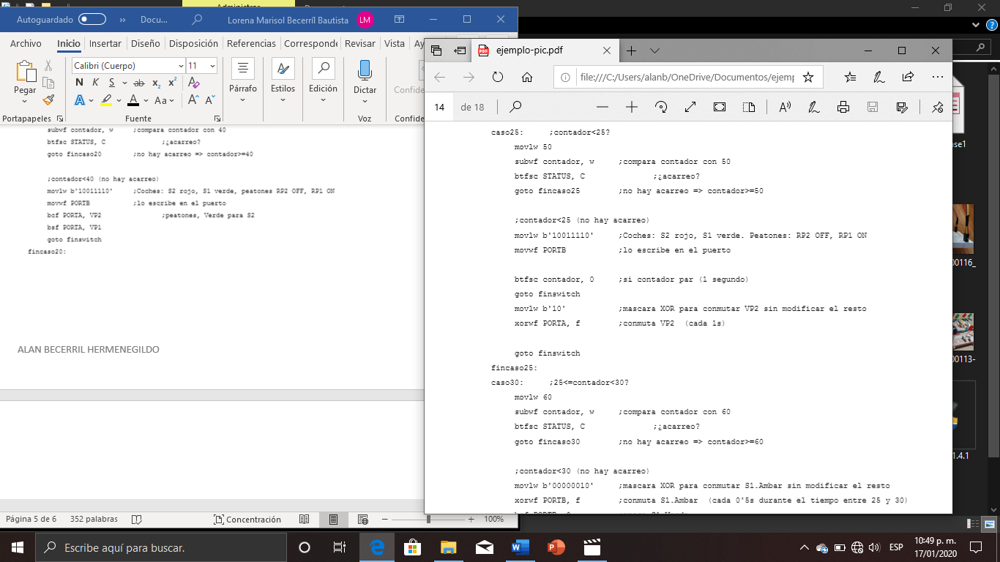 Administrar
Autoguardado
Docu...
Lorena Marisol Becerríl Bautista
LM
Archivo Inicio Insertar Diseño Disposición Referencias Corresponde Revisar Vista Ay
Pegar
Calibri (Cuerpo) 11
N K S ab x₂ x²
A A Aa A A
Párrafo
Estilos
Edición
Dictar
Confide
Portapapeles Fuente Voz Confide
subwf contador, w ;compara contador con 40
btfsc STATUS, C ;¿acarreo?
goto fincaso20 ;no hay acarreo => contador>=40
;contador<40 (no hay acarreo)
movlw b'10011110' ;Coches: S2 rojo, S1 verde, peatones RP2 OFF, RP1 ON
movwf PORTB ;lo escribe en el puerto
bcf PORTA, VP2 ;peatones, Verde para S2
bsf PORTA, VP1
goto finswitch
fincaso20:
ALAN BECERRIL HERMENEGILDO
Página 5 de 6 352 palabras Concentración 100%
ejemplo-pic.pdf
file:///C:/Users/alanb/OneDrive/Documentos/ejemp
14 de 18
caso25: ;contador<25?
movlw 50
subwf contador, w ;compara contador con 50
btfsc STATUS, C ;¿acarreo?
goto fincaso25 ;no hay acarreo => contador>=50
;contador<25 (no hay acarreo)
movlw b'10011110' ;Coches: S2 rojo, S1 verde. Peatones: RP2 OFF, RP1 ON
movwf PORTB ;lo escribe en el puerto
btfsc contador, 0 ;si contador par (1 segundo)
goto finswitch
movlw b'10' ;mascara XOR para conmutar VP2 sin modificar el resto
xorwf PORTA, f ;conmuta VP2 (cada 1s)
goto finswitch
fincaso25:
caso30: ;25<=contador<30?
movlw 60
subwf contador, w ;compara contador con 60
btfsc STATUS, C ;¿acarreo?
goto fincaso30 ;no hay acarreo => contador>=60
;contador<30 (no hay acarreo)
movlw b'00000010' ;mascara XOR para conmutar S1.Ambar sin modificar el resto
xorwf PORTB, f ;conmuta S1.Ambar (cada 0'5s durante el tiempo entre 25 y 30)
ase1
00116_
00113-
1.4.1
Escribe aquí para buscar.
ESP
10:49 p. m.
17/01/2020